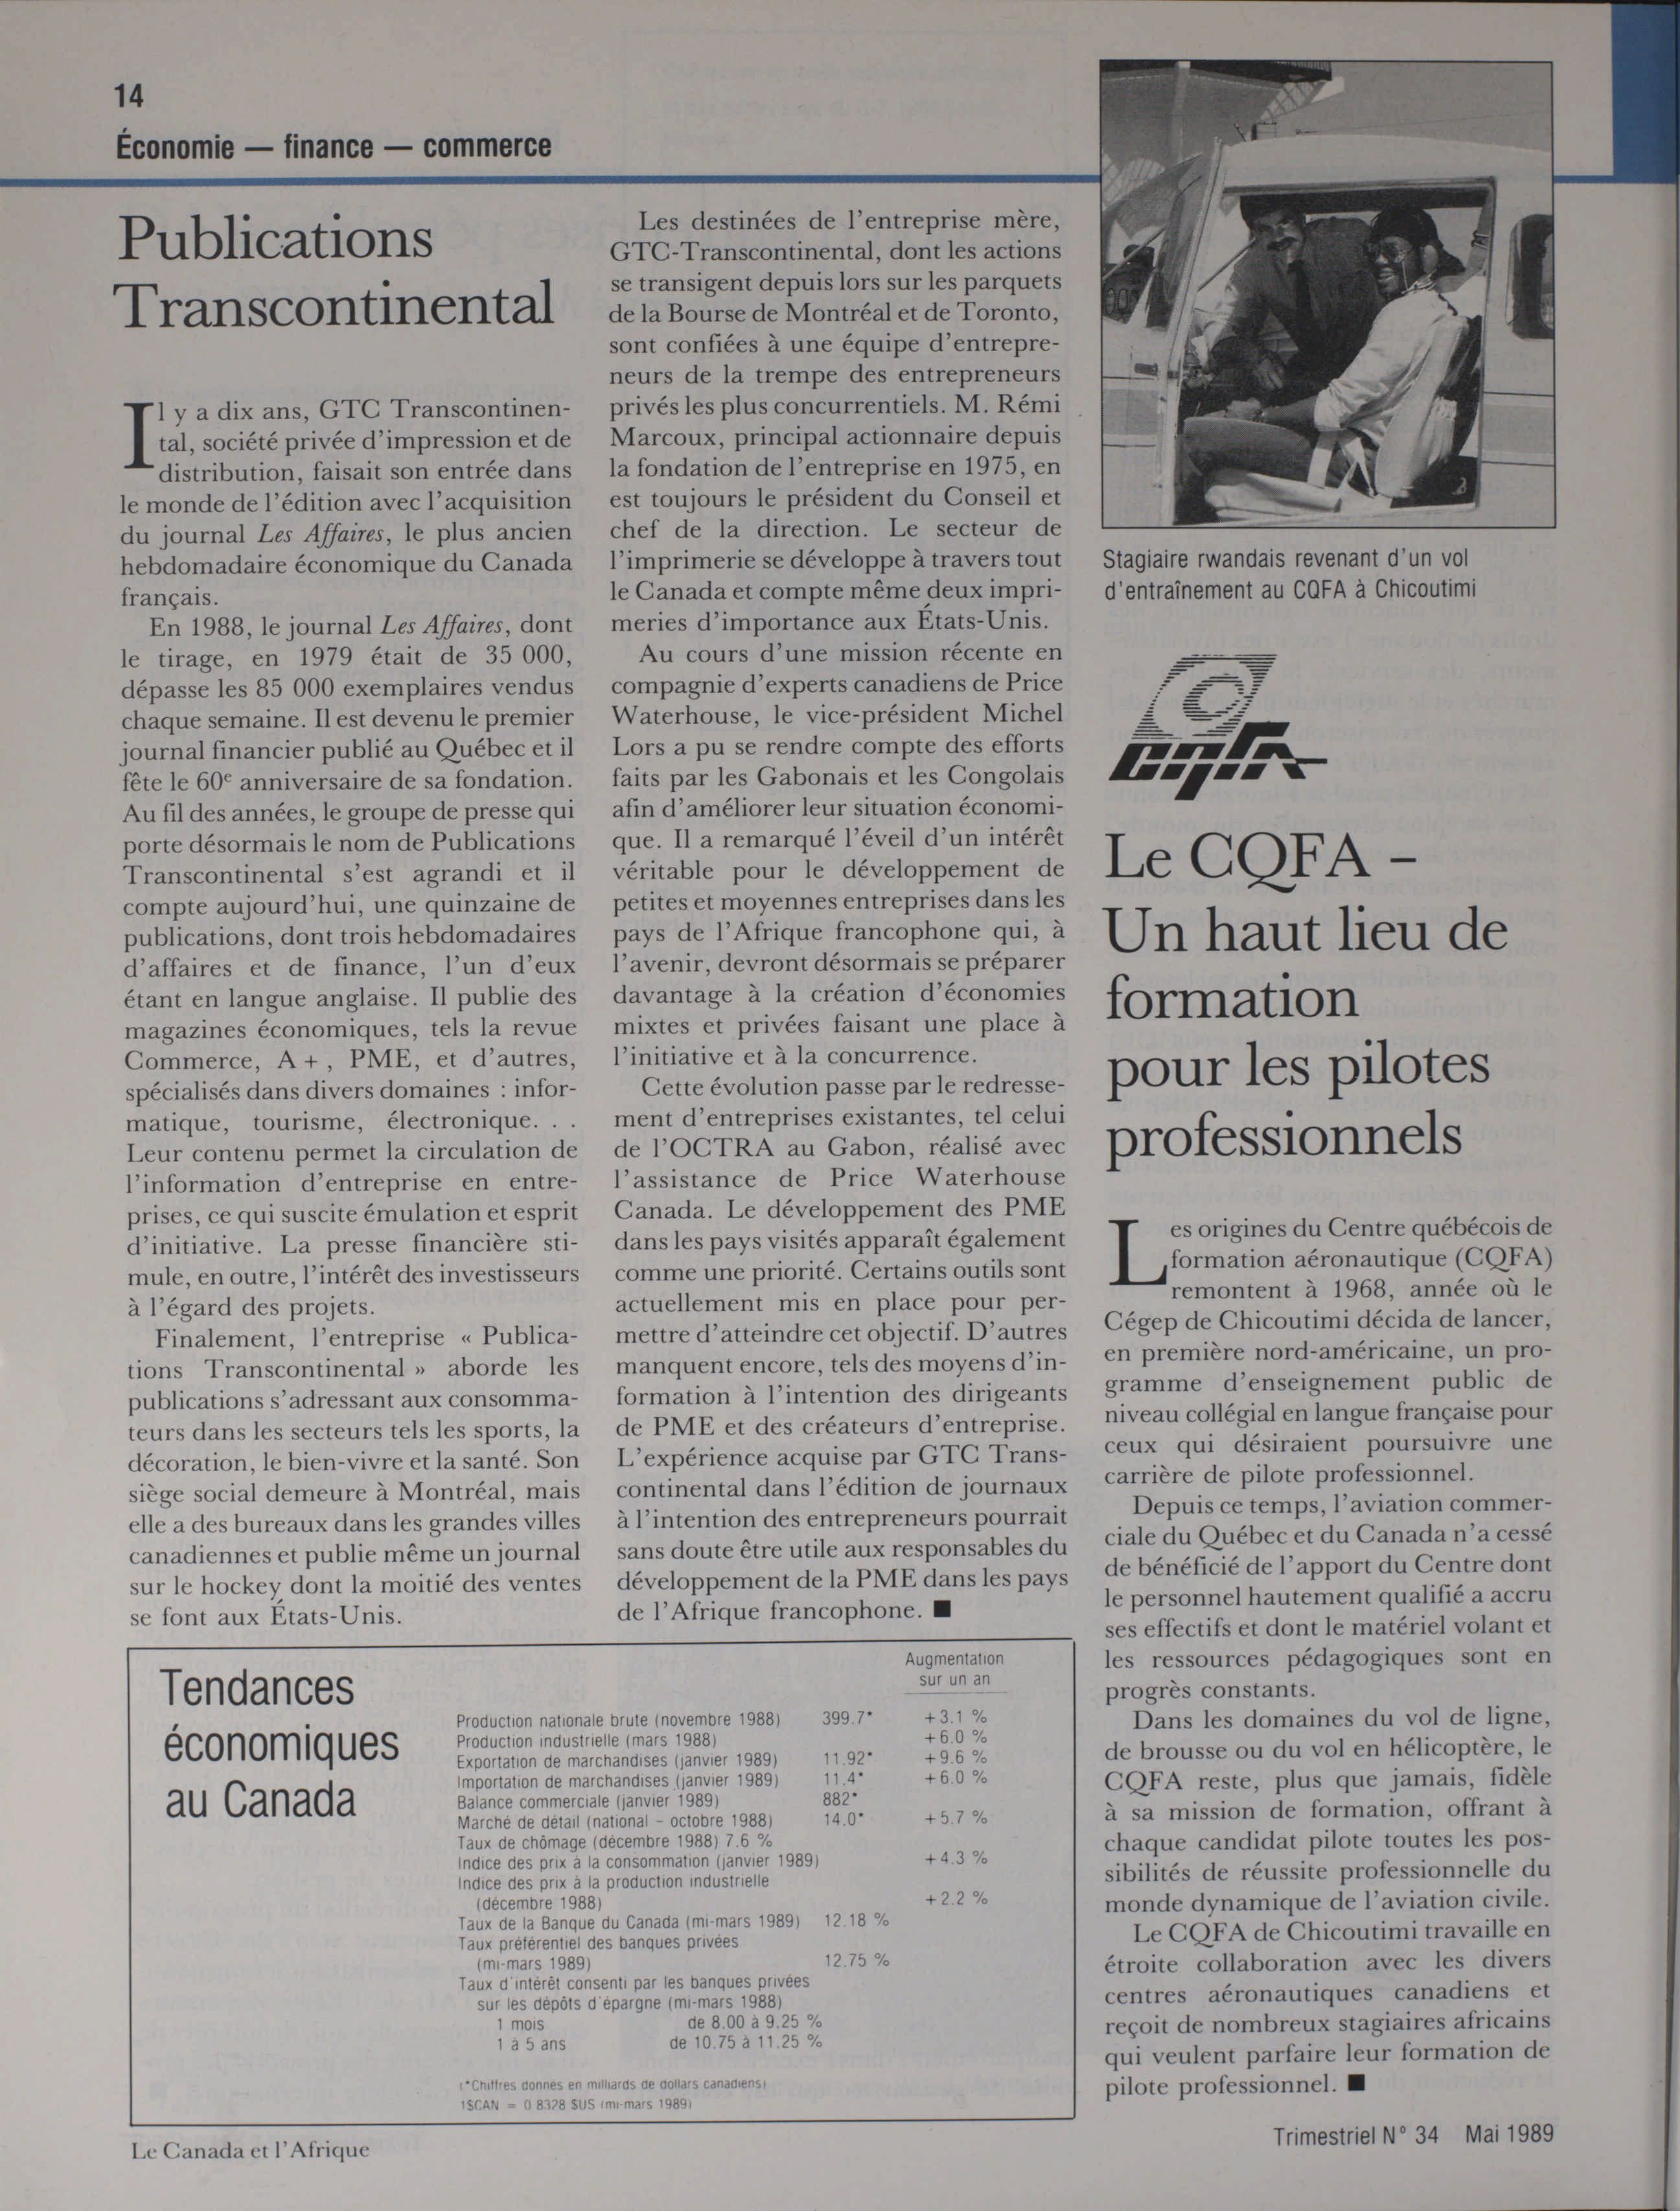 14
Économie — finance — commerce
Publications
Transcontinental
Il y a dix ans, GTC Transcontinen-
tal, société privée d'impression et de
distribution, faisait son entrée dans
le monde de l'édition avec l'acquisition
du journal Les Affaires, le plus ancien
hebdomadaire économique du Canada
français.
En 1988, le journal Les Affaires, dont
le tirage, en 1979 était de 35 000,
dépasse les 85 000 exemplaires vendus
chaque semaine. Il est devenu le premier
journal financier publié au Québec et il
fête le 60e anniversaire de sa fondation.
Au fil des années, le groupe de presse qui
porte désormais le nom de Publications
Transcontinental s'est agrandi et il
compte aujourd'hui, une quinzaine de
publications, dont trois hebdomadaires
d'affaires et de finance, l'un d'eux
étant en langue anglaise. Il publie des
magazines économiques, tels la revue
Commerce, A +, PME, et d'autres,
spécialisés dans divers domaines : infor-
matique, tourisme, électronique. . .
Leur contenu permet la circulation de
l'information d'entreprise en entre-
prises, ce qui suscite émulation et esprit
d'initiative. La presse financière sti-
mule, en outre, l'intérêt des investisseurs
à l'égard des projets.
Finalement, l'entreprise « Publica-
tions Transcontinental » aborde les
publications s'adressant aux consomma-
teurs dans les secteurs tels les sports, la
décoration, le bien-vivre et la santé. Son
siège social demeure à Montréal, mais
elle a des bureaux dans les grandes villes
canadiennes et publie même un journal
sur le hockey dont la moitié des ventes
se font aux États-Unis.
Les destinées de l'entreprise mère,
GTC-Transcontinental, dont les actions
se transigent depuis lors sur les parquets
de la Bourse de Montréal et de Toronto,
sont confiées à une équipe d'entrepre-
neurs de la trempe des entrepreneurs
privés les plus concurrentiels. M. Rémi
Marcoux, principal actionnaire depuis
la fondation de l'entreprise en 1975, en
est toujours le président du Conseil et
chef de la direction. Le secteur de
l'imprimerie se développe à travers tout
le Canada et compte même deux impri-
meries d'importance aux États-Unis.
Au cours d'une mission récente en
compagnie d'experts canadiens de Price
Waterhouse, le vice-président Michel
Lors a pu se rendre compte des efforts
faits par les Gabonais et les Congolais
afin d'améliorer leur situation économi-
que. Il a remarqué l'éveil d'un intérêt
véritable pour le développement de
petites et moyennes entreprises dans les
pays de l'Afrique francophone qui, à
l'avenir, devront désormais se préparer
davantage à la création d'économies
mixtes et privées faisant une place à
l'initiative et à la concurrence.
Cette évolution passe par le redresse-
ment d'entreprises existantes, tel celui
de l'OCTRA au Gabon, réalisé avec
l'assistance de Price Waterhouse
Canada. Le développement des PME
dans les pays visités apparaît également
comme une priorité. Certains outils sont
actuellement mis en place pour per-
mettre d'atteindre cet objectif. D'autres
manquent encore, tels des moyens d'in-
formation à l'intention des dirigeants
de PME et des créateurs d'entreprise.
L'expérience acquise par GTC Trans-
continental dans l'édition de journaux
à l'intention des entrepreneurs pourrait
sans doute être utile aux responsables du
développement de la PME dans les pays
de l'Afrique francophone. ■
Tendances
économiques
au Canada
Augmentation
sur un an
Production nationale brute (novembre 1988) 399.7* +3.1 %
Production industrielle (mars 1988) +6.0 %
Exportation de marchandises (janvier 1989) 11.92* +9.6 %
Importation de marchandises (janvier 1989) 11.4* +6.0 %
Balance commerciale (janvier 1989) 882*
Marché de détail (national – octobre 1988) 14.0* +5.7 %
Taux de chômage (décembre 1988) 7.6 %
Indice des prix à la consommation (janvier 1989) +4.3 %
Indice des prix à la production industrielle
(décembre 1988) +2.2 %
Taux de la Banque du Canada (mi-mars 1989) 12.18 %
Taux préférentiel des banques privées
(mi-mars 1989) 12.75 %
Taux d'intérêt consenti par les banques privées
sur les dépôts d'épargne (mi-mars 1988)
1 mois de 8.00 à 9.25 %
1 à 5 ans de 10.75 à 11.25 %
(*Chiffres donnés en milliards de dollars canadiens)
1$CAN = 0.8328 $US (mi-mars 1989)
Stagiaire rwandais revenant d'un vol
d'entraînement au CQFA à Chicoutimi
C
cqfa
Le CQFA –
Un haut lieu de
formation
pour les pilotes
professionnels
Les origines du Centre québécois de
formation aéronautique (CQFA)
remontent à 1968, année où le
Cégep de Chicoutimi décida de lancer,
en première nord-américaine, un pro-
gramme d'enseignement public de
niveau collégial en langue française pour
ceux qui désiraient poursuivre une
carrière de pilote professionnel.
Depuis ce temps, l'aviation commer-
ciale du Québec et du Canada n'a cessé
de bénéficié de l'apport du Centre dont
le personnel hautement qualifié a accru
ses effectifs et dont le matériel volant et
les ressources pédagogiques sont en
progrès constants.
Dans les domaines du vol de ligne,
de brousse ou du vol en hélicoptère, le
CQFA reste, plus que jamais, fidèle
à sa mission de formation, offrant à
chaque candidat pilote toutes les pos-
sibilités de réussite professionnelle du
monde dynamique de l'aviation civile.
Le CQFA de Chicoutimi travaille en
étroite collaboration avec les divers
centres aéronautiques canadiens et
reçoit de nombreux stagiaires africains
qui veulent parfaire leur formation de
pilote professionnel. ■
Le Canada et l'Afrique
Trimestriel N° 34 Mai 1989